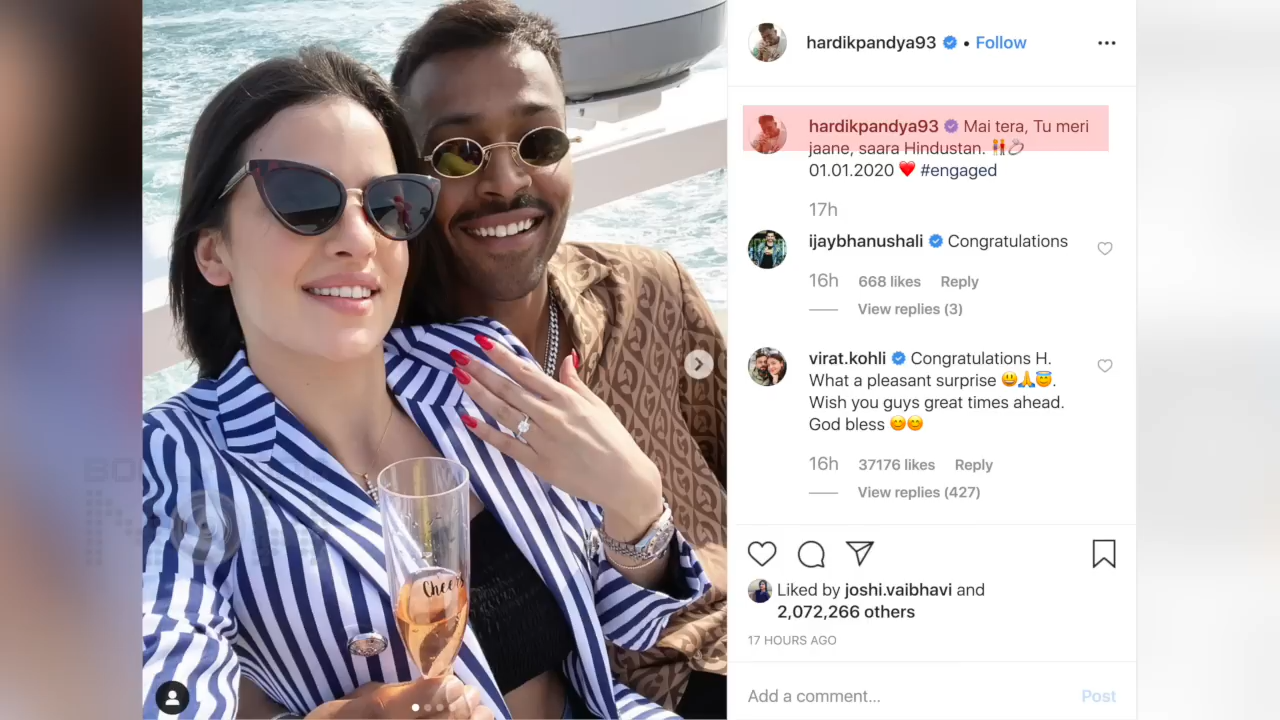 hardikpandya93 • Follow
hardikpandya93 Mai tera, Tu meri
jaane, saara Hindustan. 👫💍
01.01.2020 ❤️ #engaged
17h
ijaybhanushali Congratulations
16h 668 likes Reply
View replies (3)
virat.kohli Congratulations H.
What a pleasant surprise 😃🙏😇.
Wish you guys great times ahead.
God bless 😊😊
16h 37176 likes Reply
View replies (427)
Liked by joshi.vaibhavi and
2,072,266 others
17 HOURS AGO
Add a comment... Post
Cheers